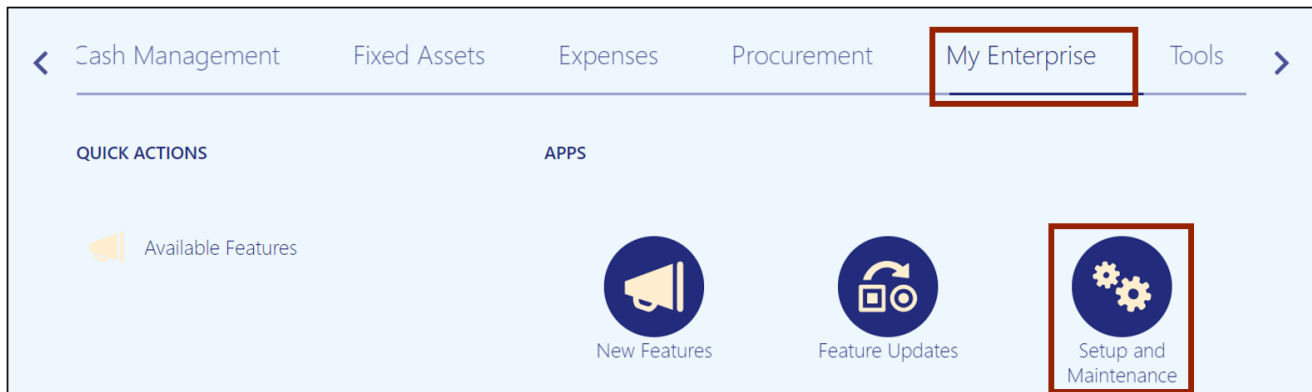 Cash Management Fixed Assets Expenses Procurement My Enterprise Tools
QUICK ACTIONS APPS
Available Features
New Features Feature Updates Setup and
Maintenance